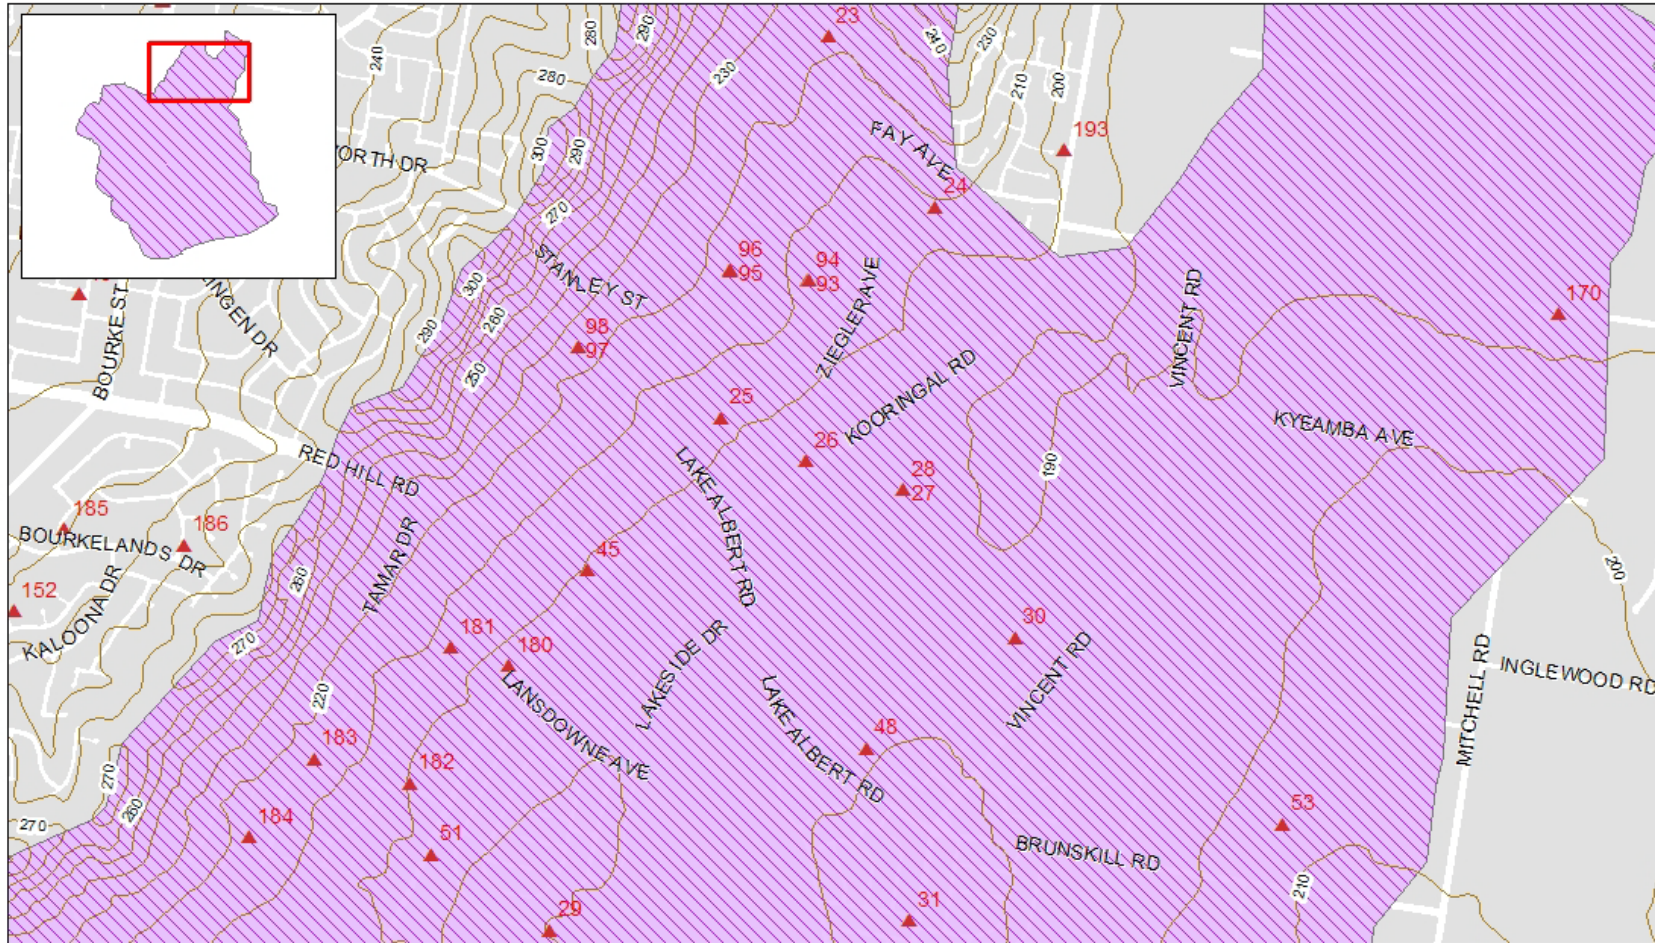 23
280
290
240
240
230
230
280
210
200
193
FAY AVE
ORTH DR
300
290
24
270
96
95
94
93
STANLEY ST
300
ZIEGLER AVE
VINCENT RD
170
BOURKE ST
INGEN DR
290
260
98
97
250
25
26
KOORINGAL RD
KYEAMBA AVE
RED HILL RD
LAKE ALBERT RD
28
27
190
185
186
BOURKELANDS DR
TAMAR DR
45
200
260
152
KALOONA DR
270
181
180
30
LAKESIDE DR
VINCENT RD
MITCHELL RD
INGLEWOOD RD
220
LANSDOWNE AVE
LAKE ALBERT RD
183
182
48
270
260
270
184
51
53
BRUNSKILL RD
210
29
31